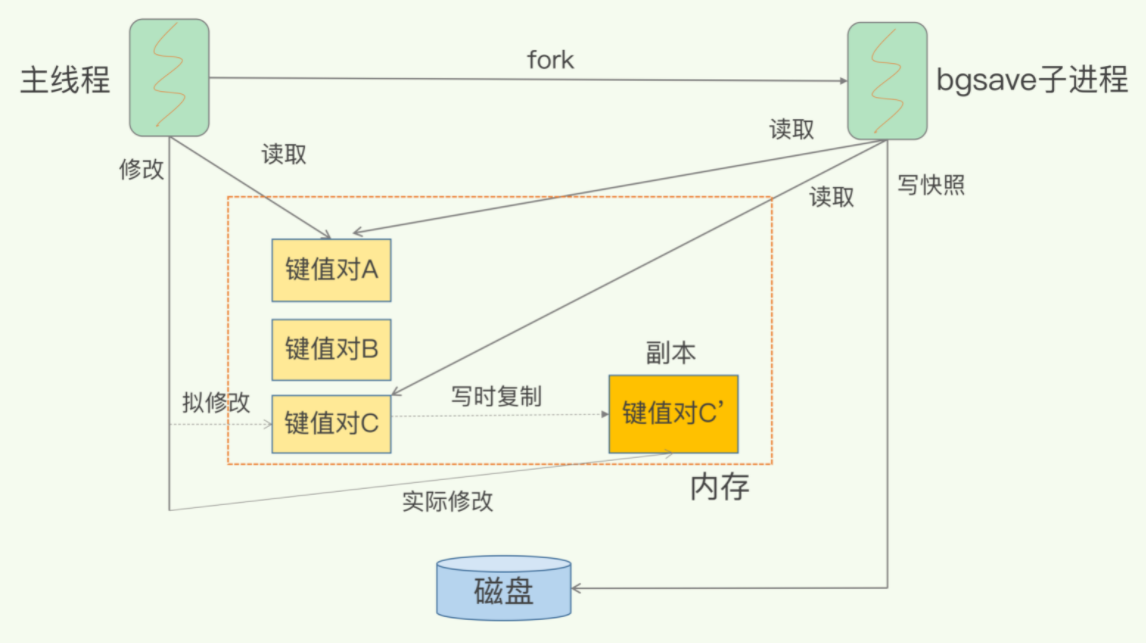 fork
主线程
bgsave子进程
读取
修改
读取
写快照
读取
键值对A
键值对B
副本
拟修改
写时复制
键值对C
键值对C’
内存
实际修改
磁盘